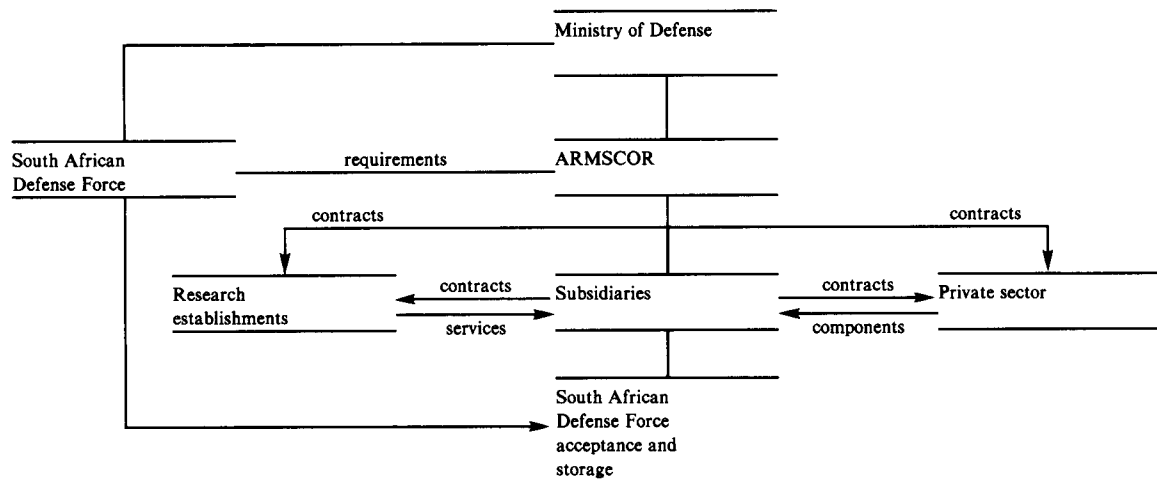 Ministry of Defense
South African
Defense Force
requirements
ARMSCOR
contracts
contracts
Research
establishments
contracts
services
Subsidiaries
contracts
components
Private sector
South African
Defense Force
acceptance and
storage